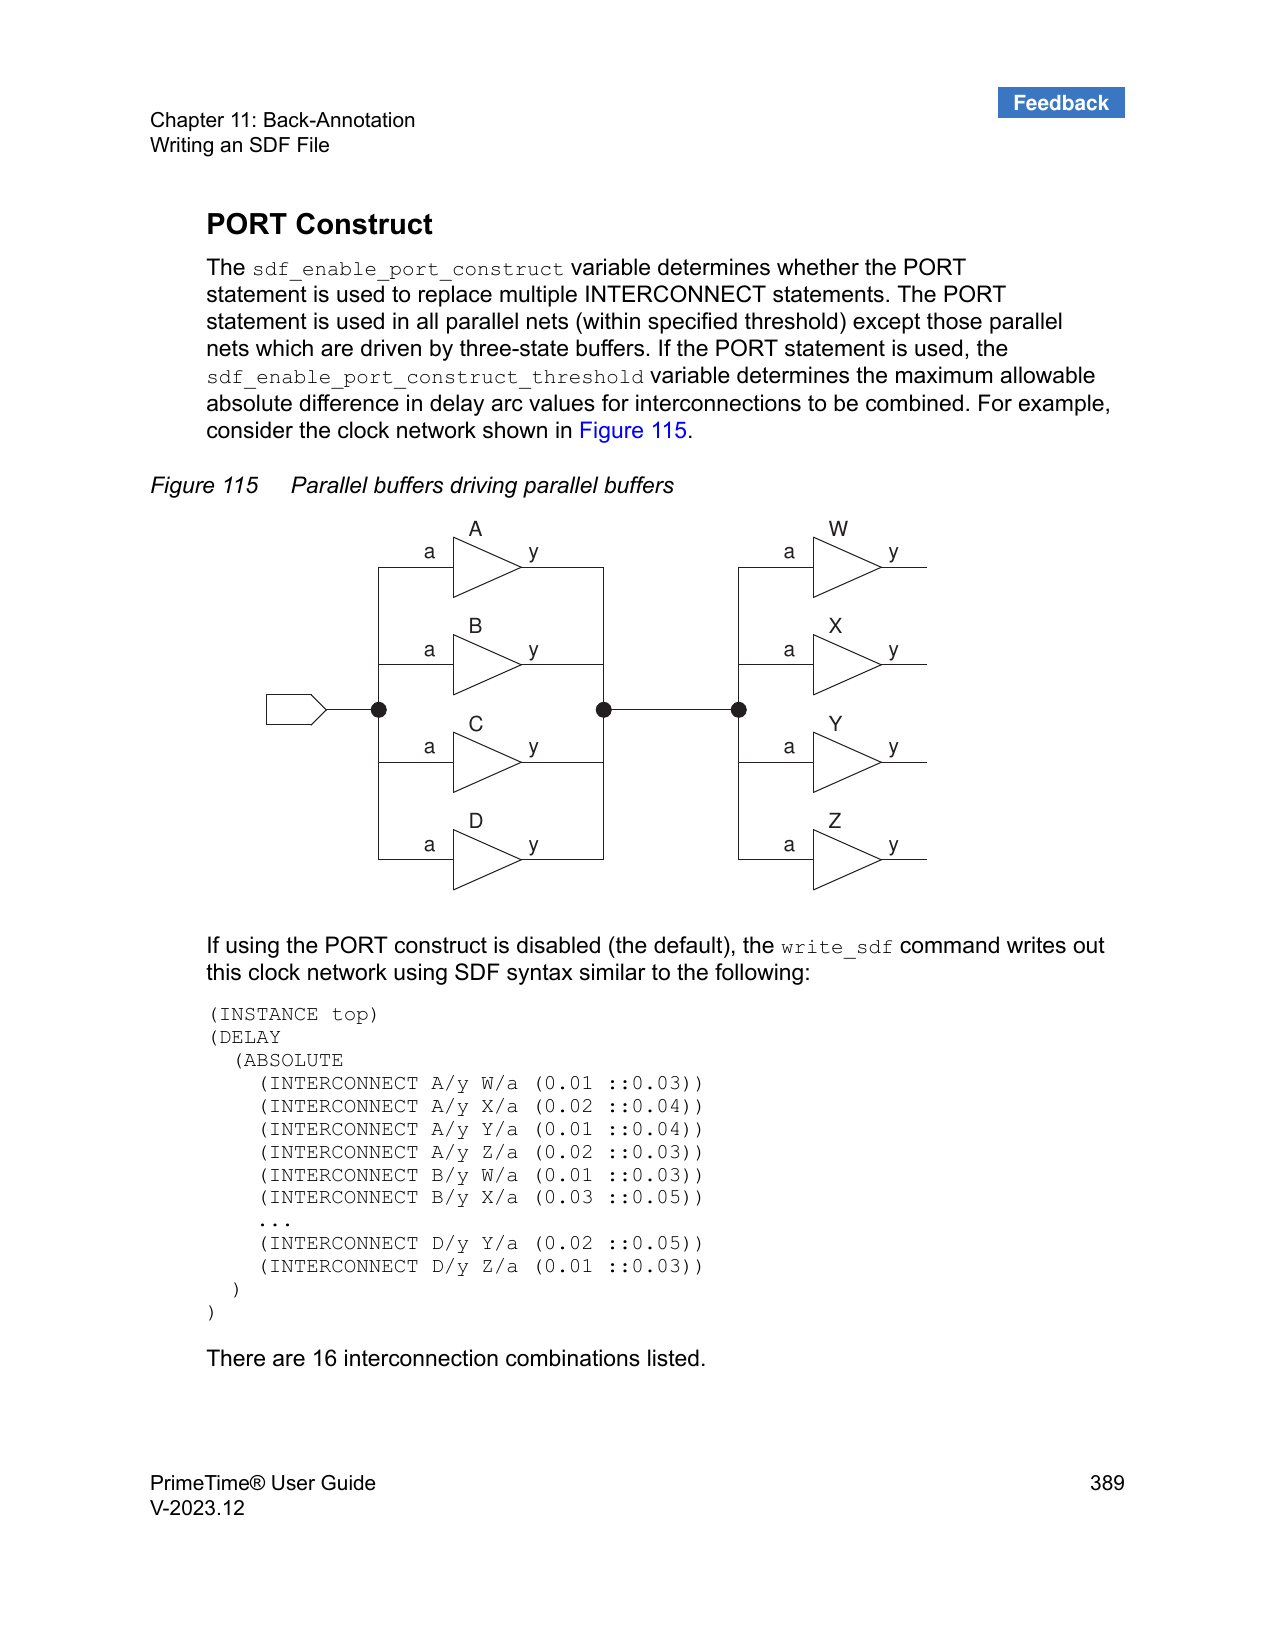 Feedback
Chapter 11: Back-Annotation
Writing an SDF File
PORT Construct
The sdf_enable_port_construct variable determines whether the PORT
statement is used to replace multiple INTERCONNECT statements. The PORT
statement is used in all parallel nets (within specified threshold) except those parallel
nets which are driven by three-state buffers. If the PORT statement is used, the
sdf_enable_port_construct_threshold variable determines the maximum allowable
absolute difference in delay arc values for interconnections to be combined. For example,
consider the clock network shown in Figure 115.
Figure 115 Parallel buffers driving parallel buffers
A W
a y a y
B X
a y a y
C Y
a y a y
D Z
a y a y
If using the PORT construct is disabled (the default), the write_sdf command writes out
this clock network using SDF syntax similar to the following:
(INSTANCE top)
(DELAY
(ABSOLUTE
(INTERCONNECT A/y W/a (0.01 ::0.03))
(INTERCONNECT A/y X/a (0.02 ::0.04))
(INTERCONNECT A/y Y/a (0.01 ::0.04))
(INTERCONNECT A/y Z/a (0.02 ::0.03))
(INTERCONNECT B/y W/a (0.01 ::0.03))
(INTERCONNECT B/y X/a (0.03 ::0.05))
...
(INTERCONNECT D/y Y/a (0.02 ::0.05))
(INTERCONNECT D/y Z/a (0.01 ::0.03))
)
)
There are 16 interconnection combinations listed.
PrimeTime® User Guide 389
V-2023.12